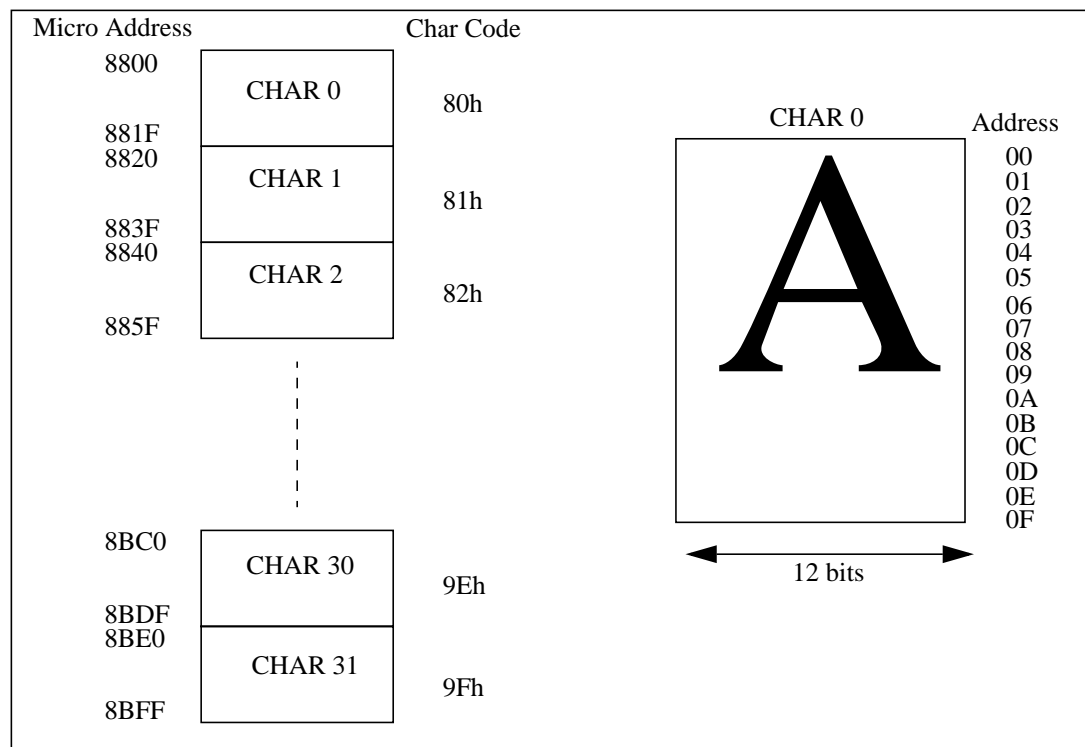 Micro Address
Char Code
8800
CHAR 0
80h
881F
8820
CHAR 1
81h
883F
8840
CHAR 2
82h
885F
8BC0
CHAR 30
9Eh
8BDF
8BE0
CHAR 31
9Fh
8BFF
CHAR 0
Address
A
00
01
02
03
04
05
06
07
08
09
0A
0B
0C
0D
0E
0F
12 bits